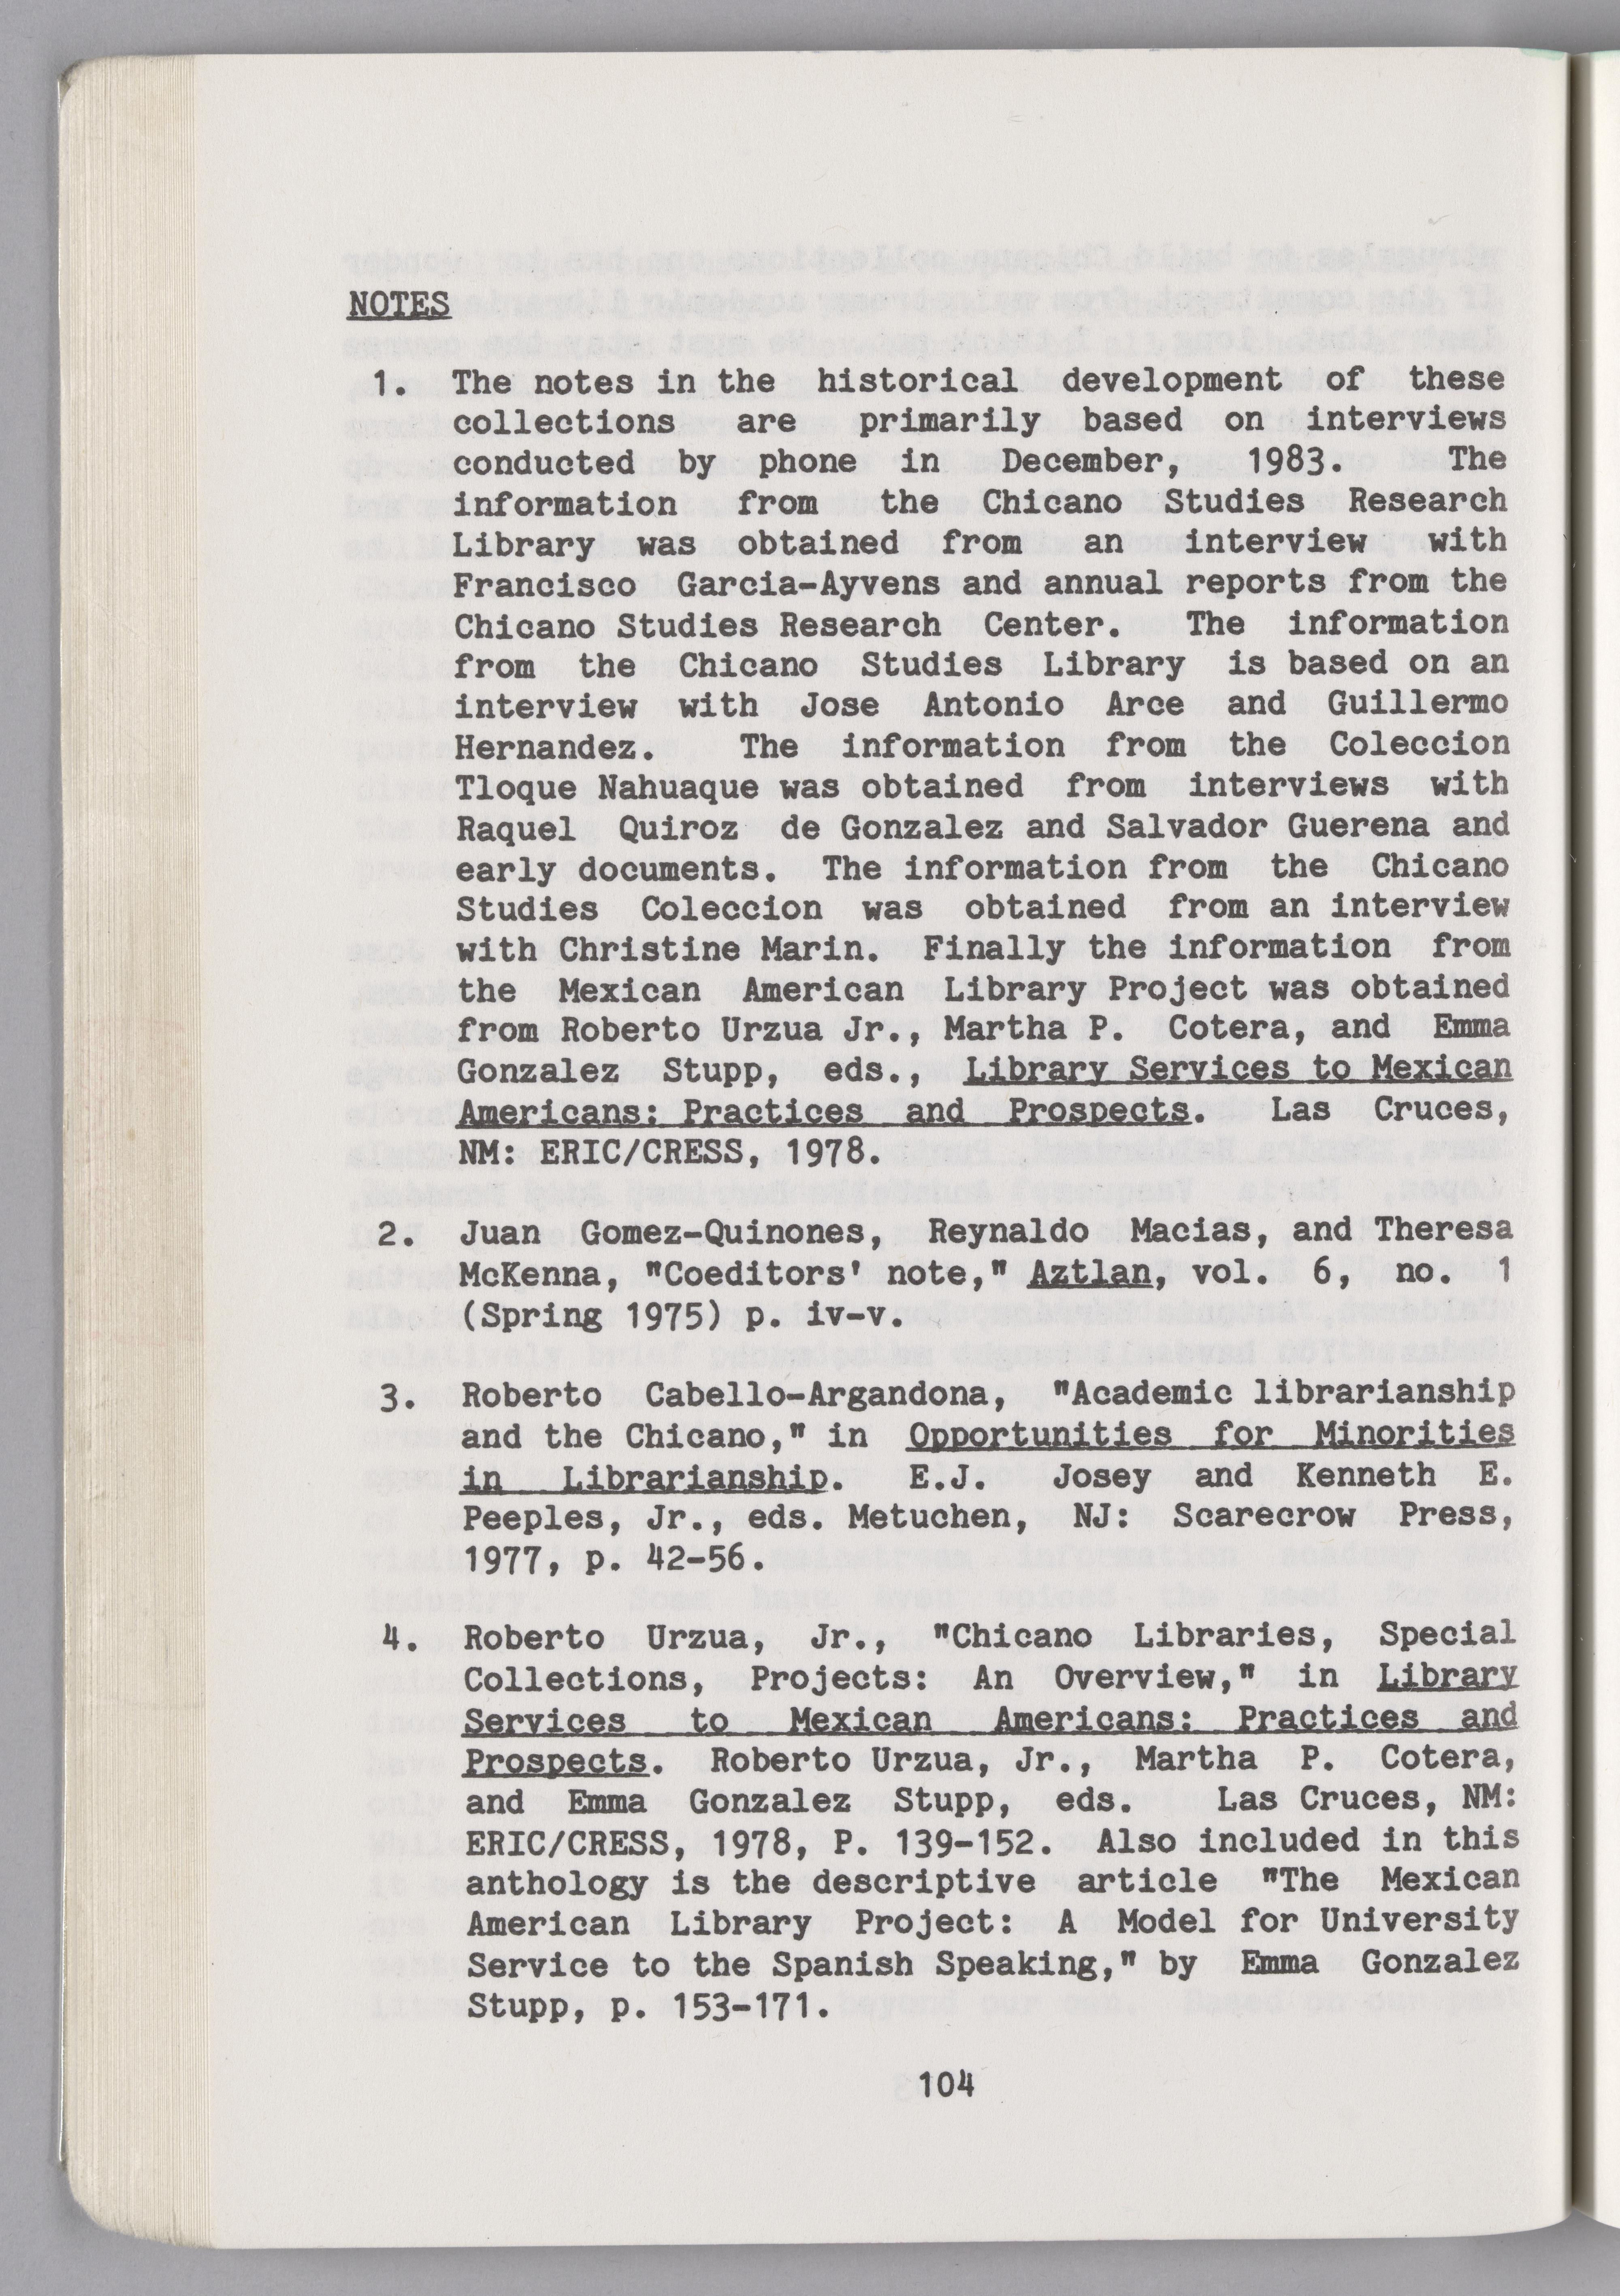 NOTES
1. The notes in the historical development of these
collections are primarily based on interviews
conducted by phone in December, 1983. The
information from the Chicano Studies Research
Library was obtained from an interview with
Francisco Garcia-Ayvens and annual reports from the
Chicano Studies Research Center. The information
from the Chicano Studies Library is based on an
interview with Jose Antonio Arce and Guillermo
Hernandez. The information from the Coleccion
Tloque Nahuaque was obtained from interviews with
Raquel Quiroz de Gonzalez and Salvador Guerena and
early documents. The information from the Chicano
Studies Coleccion was obtained from an interview
with Christine Marin. Finally the information from
the Mexican American Library Project was obtained
from Roberto Urzua Jr., Martha P. Cotera, and Emma
Gonzalez Stupp, eds., Library Services to Mexican
Americans: Practices and Prospects. Las Cruces,
NM: ERIC/CRESS, 1978.
2. Juan Gomez-Quinones, Reynaldo Macias, and Theresa
McKenna, "Coeditors' note," Aztlan, vol. 6, no. 1
(Spring 1975) p. iv-v.
3. Roberto Cabello-Argandona, "Academic librarianship
and the Chicano," in Opportunities for Minorities
in Librarianship. E.J. Josey and Kenneth E.
Peeples, Jr., eds. Metuchen, NJ: Scarecrow Press,
1977, p. 42-56.
4. Roberto Urzua, Jr., "Chicano Libraries, Special
Collections, Projects: An Overview," in Library
Services to Mexican Americans: Practices and
Prospects. Roberto Urzua, Jr., Martha P. Cotera,
and Emma Gonzalez Stupp, eds. Las Cruces, NM:
ERIC/CRESS, 1978, P. 139-152. Also included in this
anthology is the descriptive article "The Mexican
American Library Project: A Model for University
Service to the Spanish Speaking," by Emma Gonzalez
Stupp, p. 153-171.
104